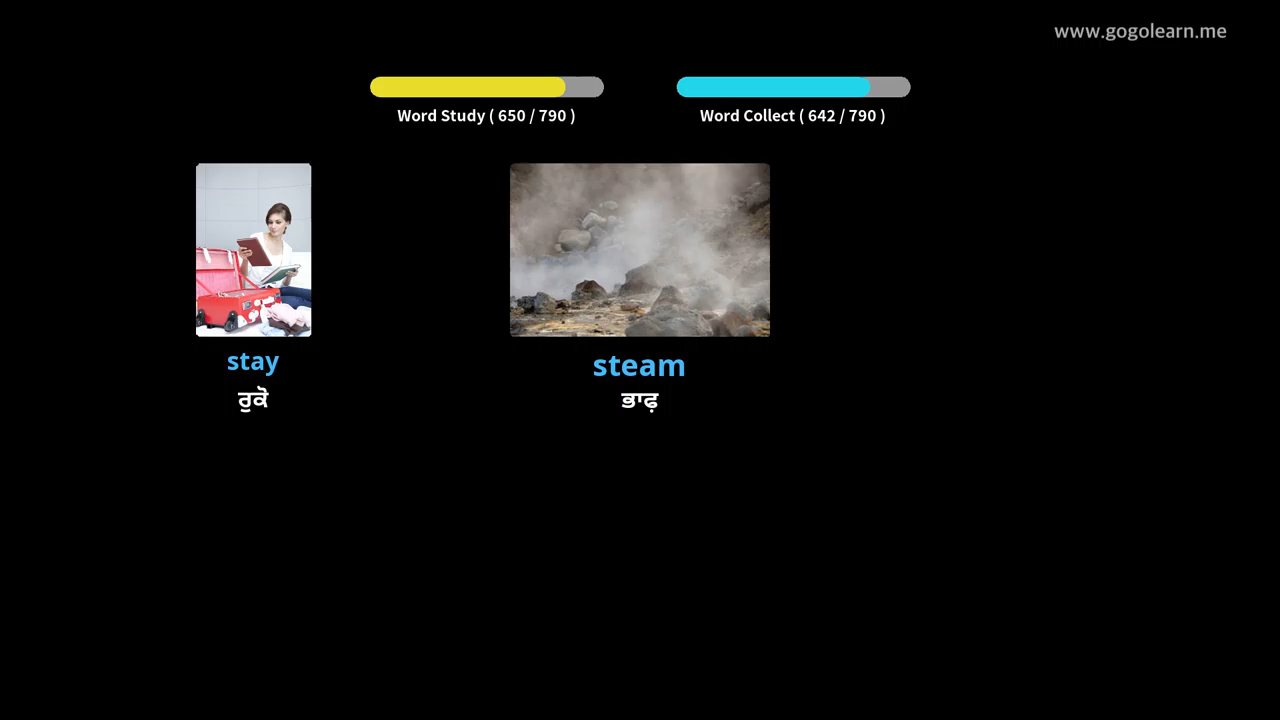 www.gogolearn.me
Word Study ( 650 / 790 )
Word Collect ( 642 / 790 )
stay
ਰੁਕੋ
steam
ਭਾਫ਼